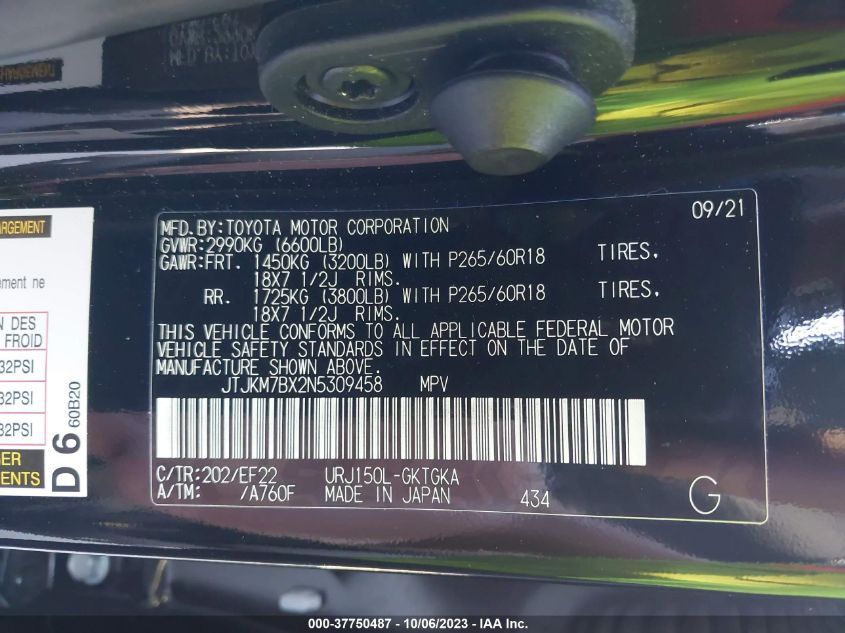 09/21
MFD.BY:TOYOTA MOTOR CORPORATION
GVWR:2990KG (6600LB)
GAWR:FRT. 1450KG (3200LB) WITH P265/60R18 TIRES.
18X7 1/2J RIMS.
RR. 1725KG (3800LB) WITH P265/60R18 TIRES.
18X7 1/2J RIMS.
THIS VEHICLE CONFORMS TO ALL APPLICABLE FEDERAL MOTOR
VEHICLE SAFETY STANDARDS IN EFFECT ON THE DATE OF
MANUFACTURE SHOWN ABOVE.
JTJKM7BX2N5309458 MPV
C/TR:202/EF22 URJ150L-GKTGKA
A/TM: /A760F MADE IN JAPAN 434 G
ARGEMENT
ement ne
N DES
FROID
32PSI
32PSI
32PSI
GER
ENTS
D 6 60B20
000-37750487 - 10/06/2023 - IAA Inc.